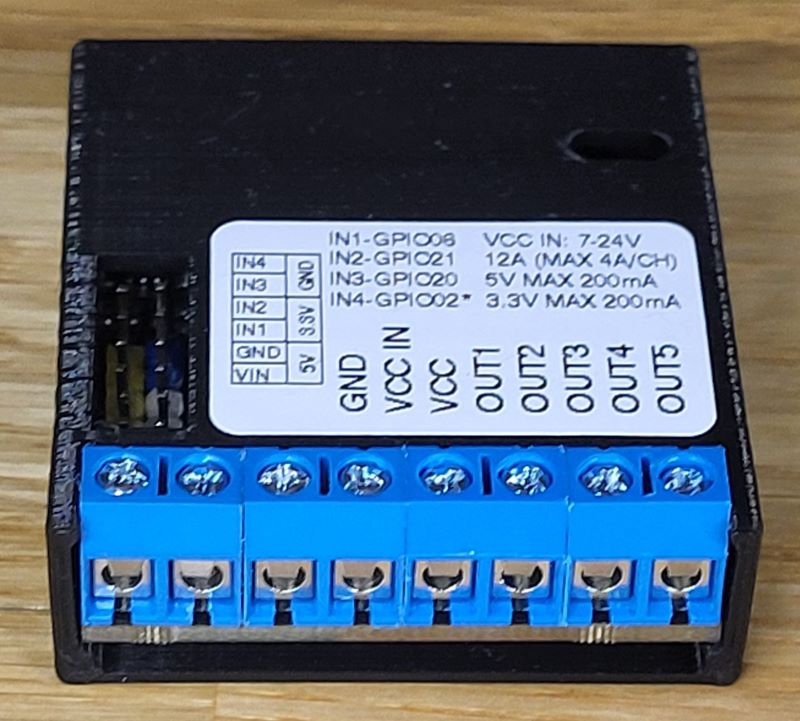 IN1-GPIO06 VCC IN: 7-24V
IN2-GPIO21 12A (MAX 4A/CH)
IN3-GPIO20 5V MAX 200mA
IN4-GPIO02* 3.3V MAX 200mA
IN4
IN3
GND
IN2
IN1
3.3V
GND
VIN
5V
GND
VCC IN
VCC
OUT1
OUT2
OUT3
OUT4
OUT5